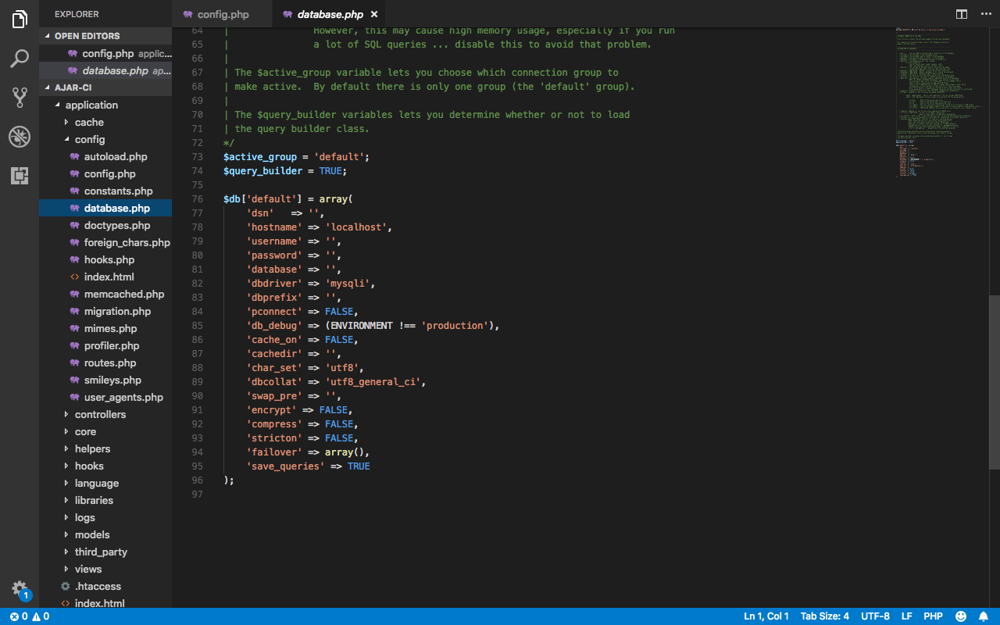 EXPLORER
OPEN EDITORS
config.php applic...
database.php ap...
AJAR-CI
application
cache
config
autoload.php
config.php
constants.php
database.php
doctypes.php
foreign_chars.php
hooks.php
index.html
memcached.php
migration.php
mimes.php
profiler.php
routes.php
smileys.php
user_agents.php
controllers
core
helpers
hooks
language
libraries
logs
models
third_party
views
.htaccess
index.html
1
config.php
database.php
64 | However, this may cause high memory usage, especially if you run
65 | a lot of SQL queries ... disable this to avoid that problem.
66 |
67 | The $active_group variable lets you choose which connection group to
68 | make active.  By default there is only one group (the 'default' group).
69 |
70 | The $query_builder variables lets you determine whether or not to load
71 | the query builder class.
72 */
73 $active_group = 'default';
74 $query_builder = TRUE;
75
76 $db['default'] = array(
77 'dsn'   => '',
78 'hostname' => 'localhost',
79 'username' => '',
80 'password' => '',
81 'database' => '',
82 'dbdriver' => 'mysqli',
83 'dbprefix' => '',
84 'pconnect' => FALSE,
85 'db_debug' => (ENVIRONMENT !== 'production'),
86 'cache_on' => FALSE,
87 'cachedir' => '',
88 'char_set' => 'utf8',
89 'dbcollat' => 'utf8_general_ci',
90 'swap_pre' => '',
91 'encrypt' => FALSE,
92 'compress' => FALSE,
93 'stricton' => FALSE,
94 'failover' => array(),
95 'save_queries' => TRUE
96 );
97
0 0 Ln 1, Col 1 Tab Size: 4 UTF-8 LF PHP